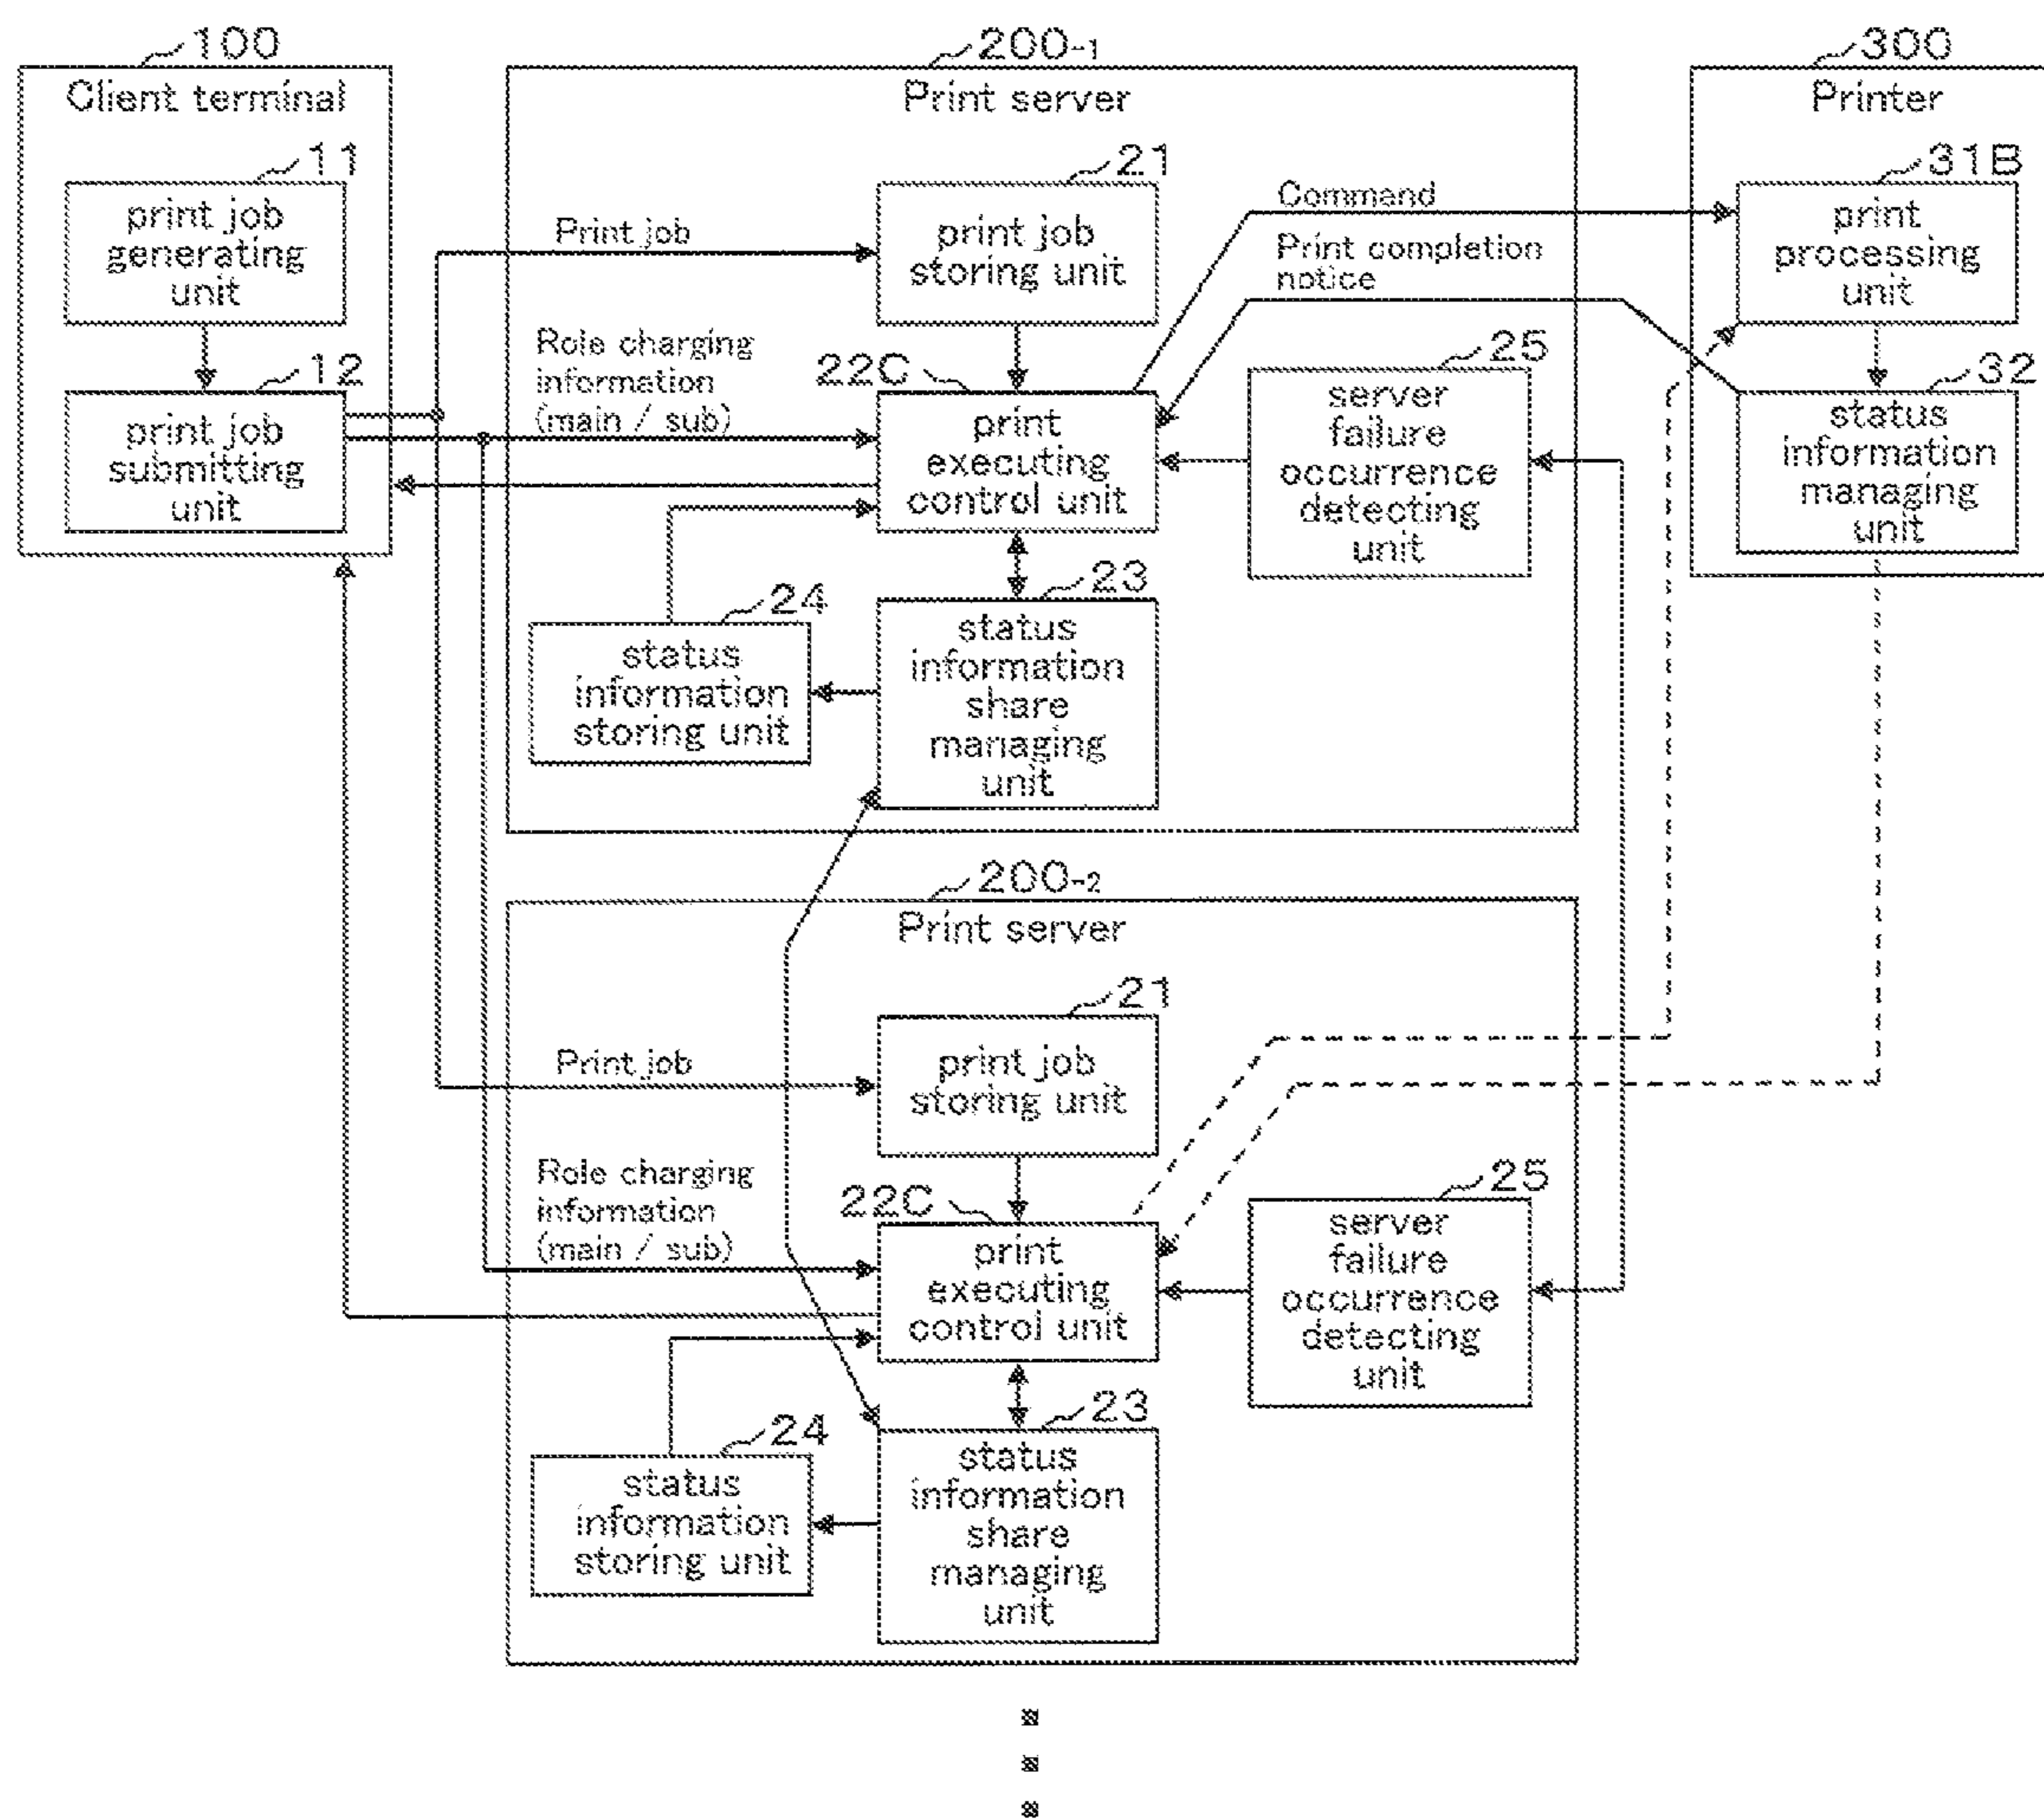 100
Client terminal
11
print job
generating
unit
12
print job
submitting
unit
200-1
Print server
21
print job
storing unit
Print job
Role charging
information
(main / sub)
22C
print
executing
control unit
Command
Print completion
notice
25
server
failure
occurrence
detecting
unit
24
status
information
storing unit
23
status
information
share
managing
unit
300
Printer
31B
print
processing
unit
32
status
information
managing
unit
200-2
Print server
21
print job
storing unit
Print job
Role charging
information
(main / sub)
22C
print
executing
control unit
25
server
failure
occurrence
detecting
unit
24
status
information
storing unit
23
status
information
share
managing
unit